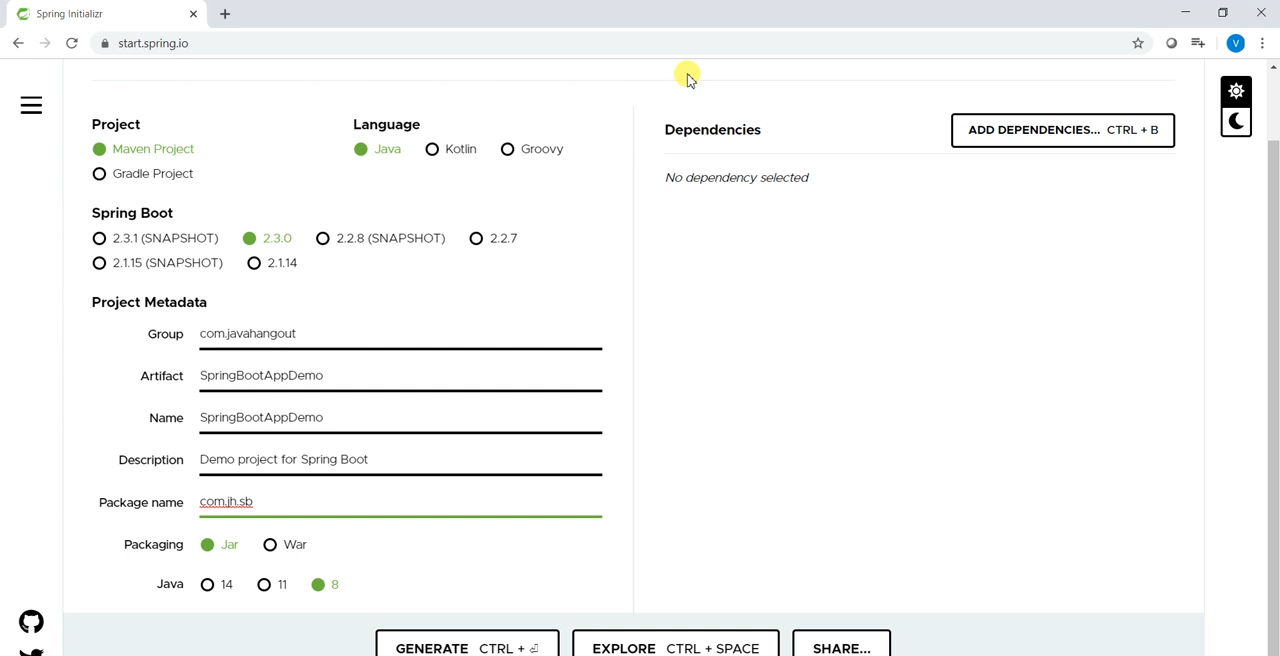 Spring Initializr
start.spring.io
V
Project
Language
Maven Project
Java
Kotlin
Groovy
Gradle Project
Spring Boot
2.3.1 (SNAPSHOT)
2.3.0
2.2.8 (SNAPSHOT)
2.2.7
2.1.15 (SNAPSHOT)
2.1.14
Project Metadata
Group com.javahangout
Artifact SpringBootAppDemo
Name SpringBootAppDemo
Description Demo project for Spring Boot
Package name com.jh.sb
Packaging Jar War
Java 14 11 8
Dependencies
ADD DEPENDENCIES... CTRL + B
No dependency selected
GENERATE CTRL + ⏎
EXPLORE CTRL + SPACE
SHARE...